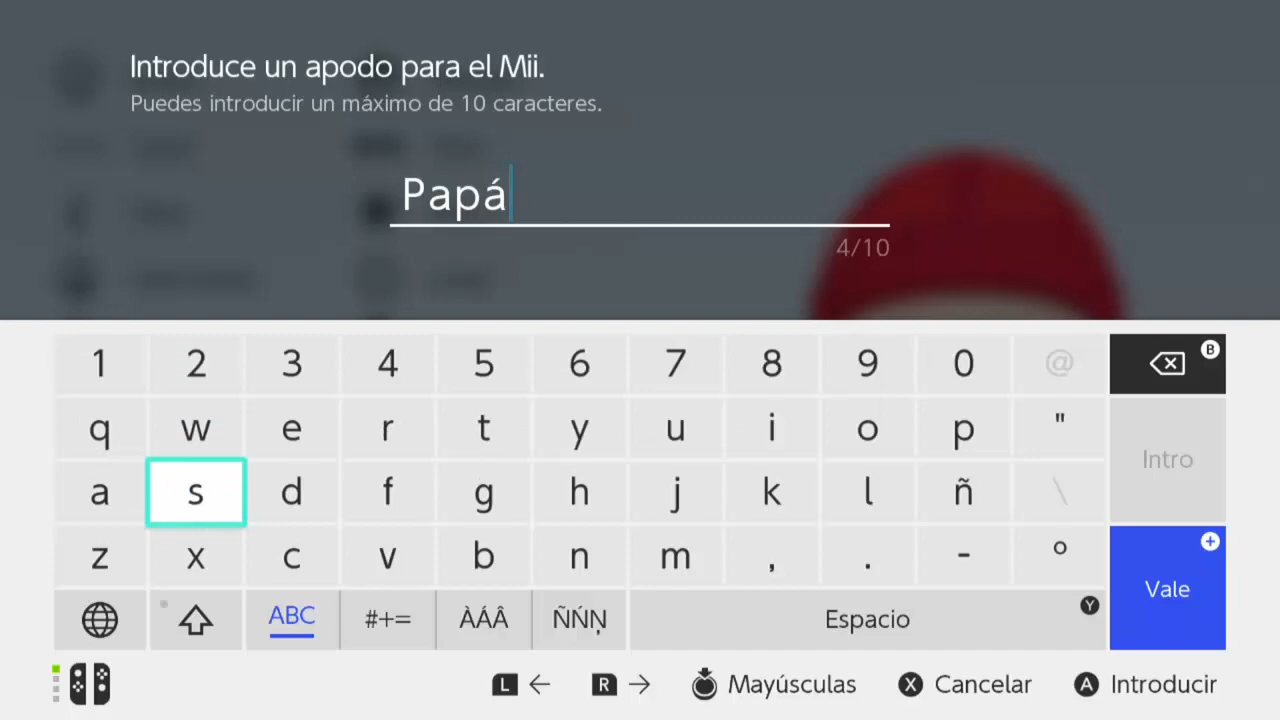 Introduce un apodo para el Mii.
Puedes introducir un máximo de 10 caracteres.
Papá
4/10
1 2 3 4 5 6 7 8 9 0 @ B
q w e r t y u i o p "
Intro
a s d f g h j k l ñ \
z x c v b n m , . - º
+
Vale
ABC #+= ÀÁÂ ÑŃŅ Espacio Y
L ← R → Mayúsculas X Cancelar A Introducir